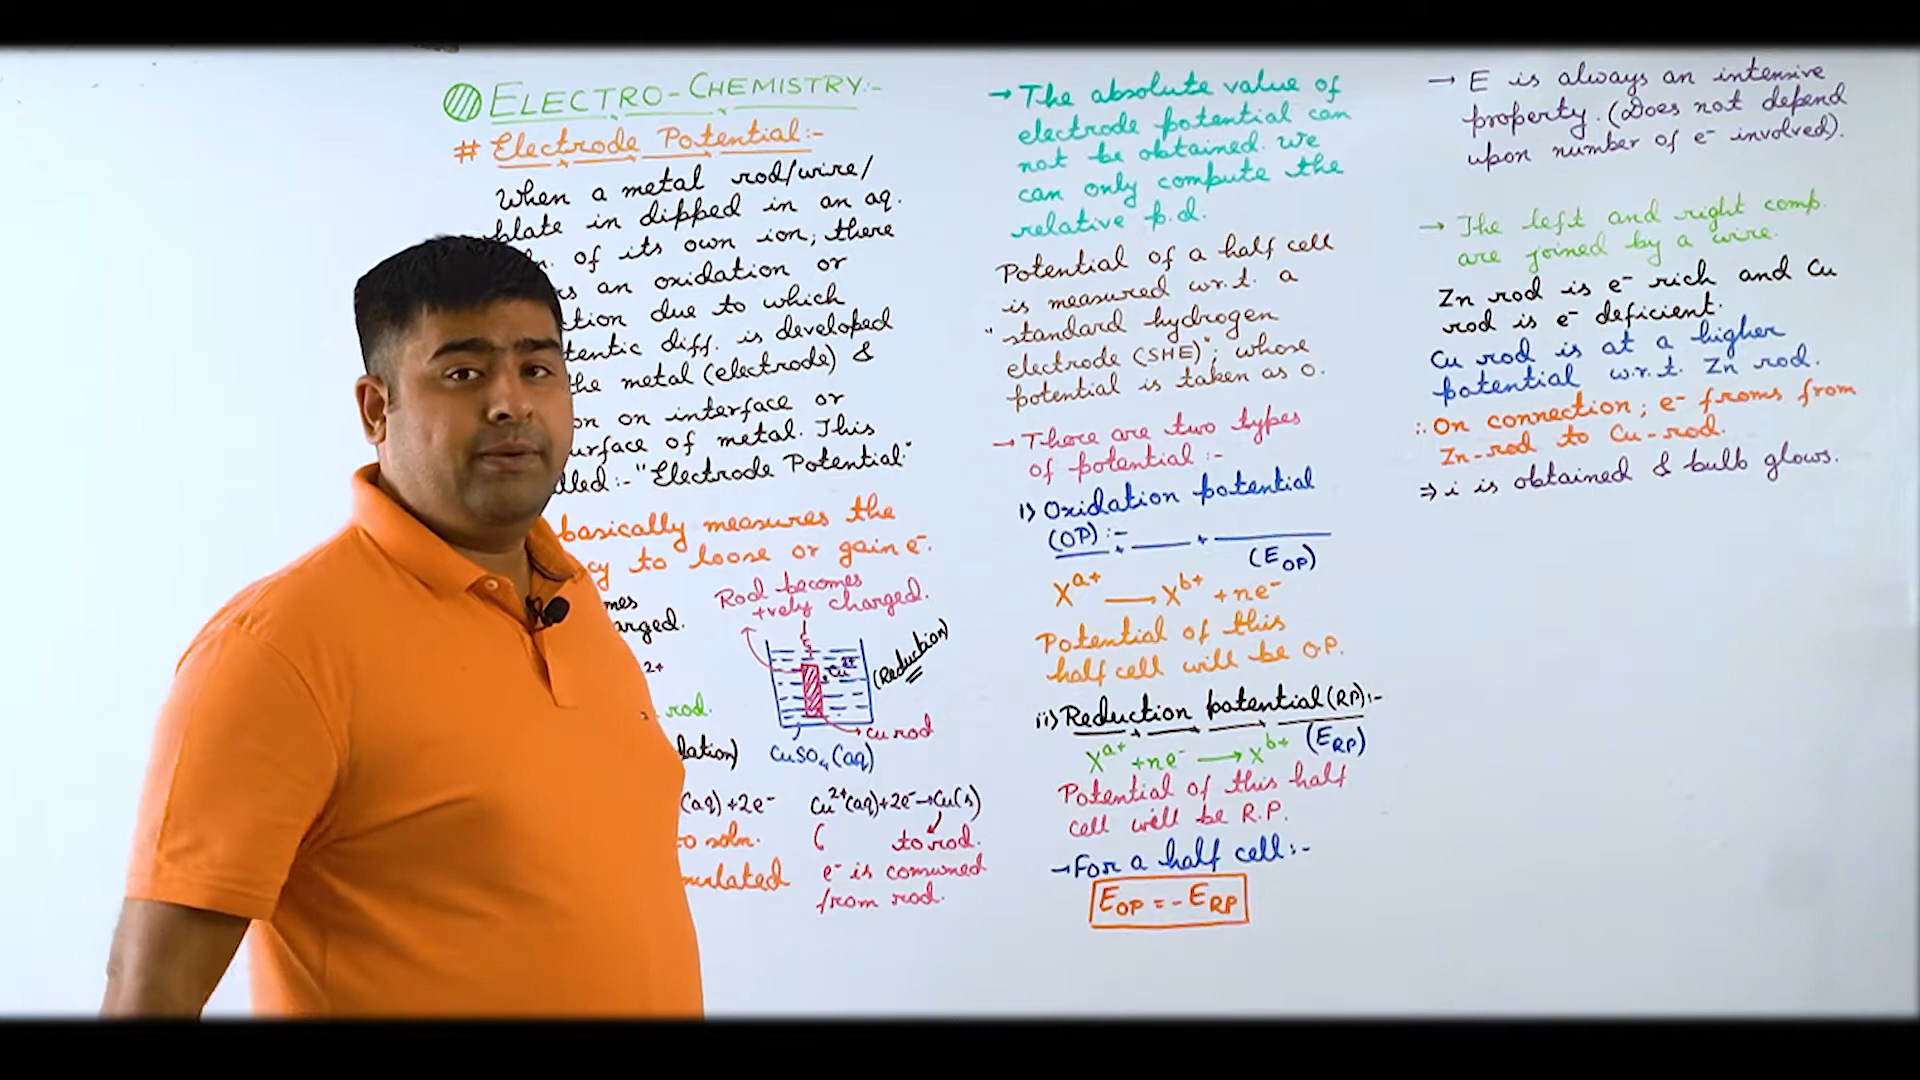 ELECTRO-CHEMISTRY:-
# Electrode Potential:-
When a metal rod/wire/
plate in dipped in an aq.
of its own ion; there
an oxidation or
due to which
diff. is developed
the metal (electrode) &
on interface or
of metal. This
:- "Electrode Potential"
basically measures the
to loose or gain e⁻.
Rod becomes
+vely charged.
2+
rod.
(Reduction)
Cu²⁺
Cu rod
CuSO₄(aq)
(aq)+2e⁻
to soln.
Cu²⁺(aq)+2e⁻→Cu(s)
to rod.
e⁻ is consumed
from rod.
→ The absolute value of
electrode potential can
not be obtained. We
can only compute the
relative p.d.
Potential of a half cell
is measured w.r.t. a
"standard hydrogen
electrode (SHE)"; whose
potential is taken as 0.
→ There are two types
of potential :-
i) Oxidation potential
(OP):-
(E_OP)
X^a+ → X^b+ + ne⁻
Potential of this
half cell will be O.P.
ii) Reduction potential (RP):-
(E_RP)
X^a+ + ne⁻ → X^b+
Potential of this half
cell will be R.P.
→ For a half cell:-
E_OP = - E_RP
→ E is always an intensive
property. (Does not depend
upon number of e⁻ involved).
→ The left and right comp.
are joined by a wire.
Zn rod is e⁻ rich and Cu
rod is e⁻ deficient.
Cu rod is at a higher
potential w.r.t. Zn rod.
∴ On connection; e⁻ froms from
Zn-rod to Cu-rod.
⇒ i is obtained & bulb glows.